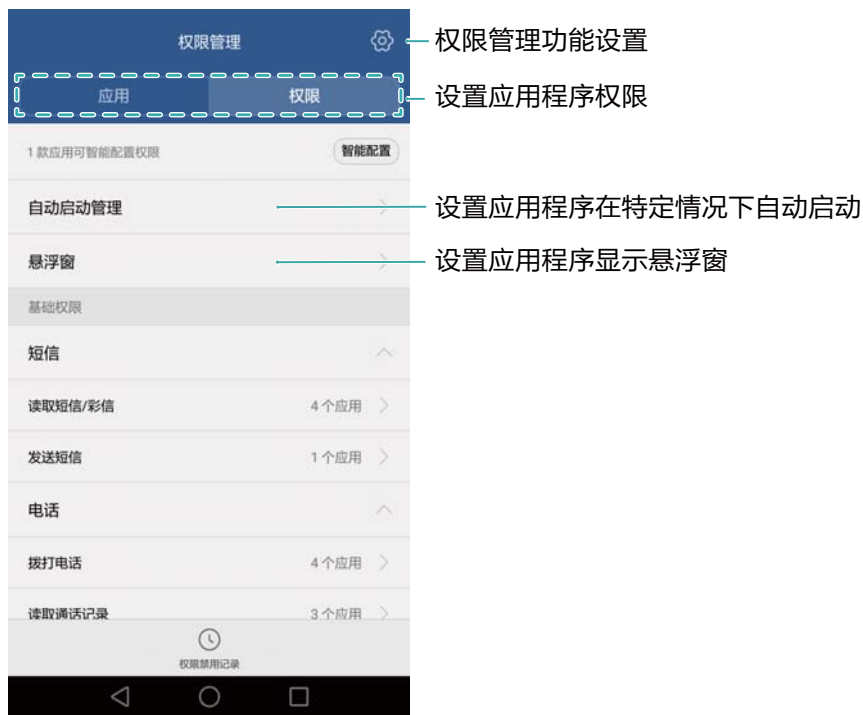 权限管理
权限管理功能设置
应用
权限
设置应用程序权限
1 款应用可智能配置权限
智能配置
自动启动管理
设置应用程序在特定情况下自动启动
悬浮窗
设置应用程序显示悬浮窗
基础权限
短信
读取短信/彩信
4 个应用
发送短信
1 个应用
电话
拨打电话
4 个应用
读取通话记录
3 个应用
权限禁用记录